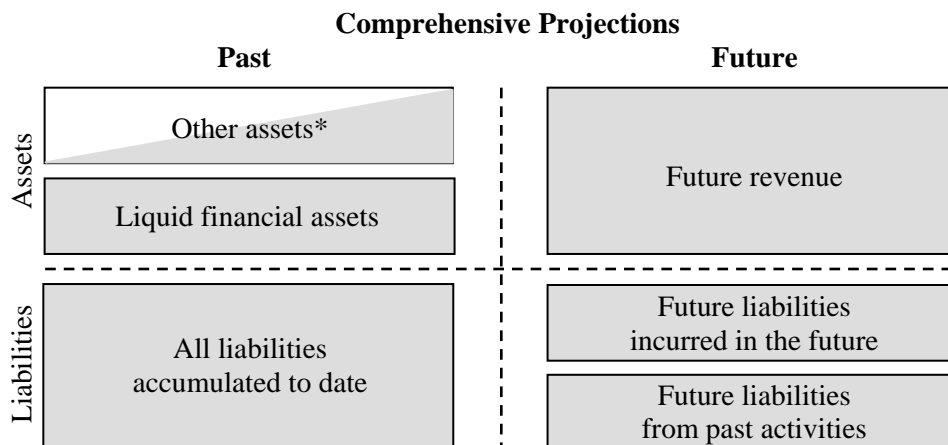 Comprehensive Projections
Past
Future
Assets
Other assets*
Liquid financial assets
Future revenue
Liabilities
All liabilities
accumulated to date
Future liabilities
incurred in the future
Future liabilities
from past activities